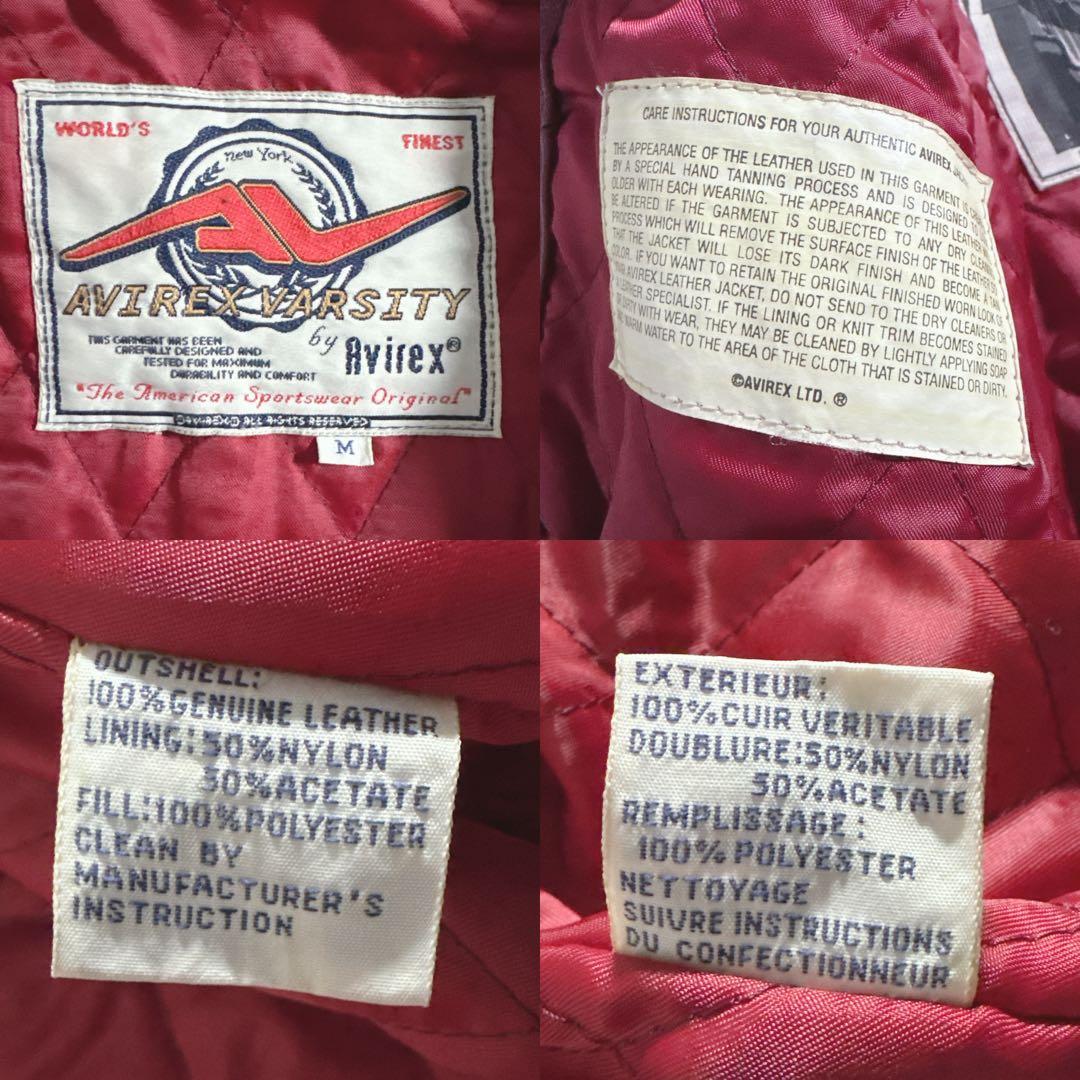 WORLD'S FINEST
New York
AVIREX VARSITY
by Avirex®
THIS GARMENT HAS BEEN
CAREFULLY DESIGNED AND
TESTED FOR MAXIMUM
DURABILITY AND COMFORT
"The American Sportswear Original"
ALL RIGHTS RESERVED
M
CARE INSTRUCTIONS FOR YOUR AUTHENTIC AVIREX
THE APPEARANCE OF THE LEATHER USED IN THIS GARMENT IS
BY A SPECIAL HAND TANNING PROCESS AND IS DESIGNED TO
OLDER WITH EACH WEARING. THE APPEARANCE OF THIS LEATHER
BE ALTERED IF THE GARMENT IS SUBJECTED TO ANY DRY
PROCESS WHICH WILL REMOVE THE SURFACE FINISH OF THE LEATHER
THAT THE JACKET WILL LOSE ITS DARK FINISH AND BECOME A
COLOR. IF YOU WANT TO RETAIN THE ORIGINAL FINISHED WORN LOOK OF
AVIREX LEATHER JACKET, DO NOT SEND TO THE DRY CLEANERS OR
LEATHER SPECIALIST. IF THE LINING OR KNIT TRIM BECOMES STAINED
DIRTY WITH WEAR, THEY MAY BE CLEANED BY LIGHTLY APPLYING SOAP
WARM WATER TO THE AREA OF THE CLOTH THAT IS STAINED OR DIRTY.
©AVIREX LTD. ®
OUTSHELL:
100% GENUINE LEATHER
LINING: 50% NYLON
50% ACETATE
FILL: 100% POLYESTER
CLEAN BY
MANUFACTURER'S
INSTRUCTION
EXTERIEUR:
100% CUIR VERITABLE
DOUBLURE: 50% NYLON
50% ACETATE
REMPLISSAGE:
100% POLYESTER
NETTOYAGE
SUIVRE INSTRUCTIONS
DU CONFECTIONNEUR